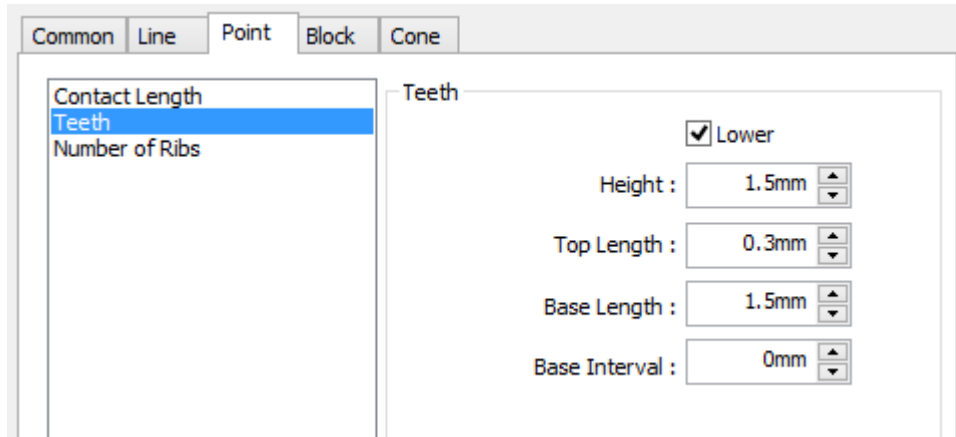 Common Line Point Block Cone
Contact Length
Teeth
Number of Ribs
Teeth
Lower
Height : 1.5mm
Top Length : 0.3mm
Base Length : 1.5mm
Base Interval : 0mm